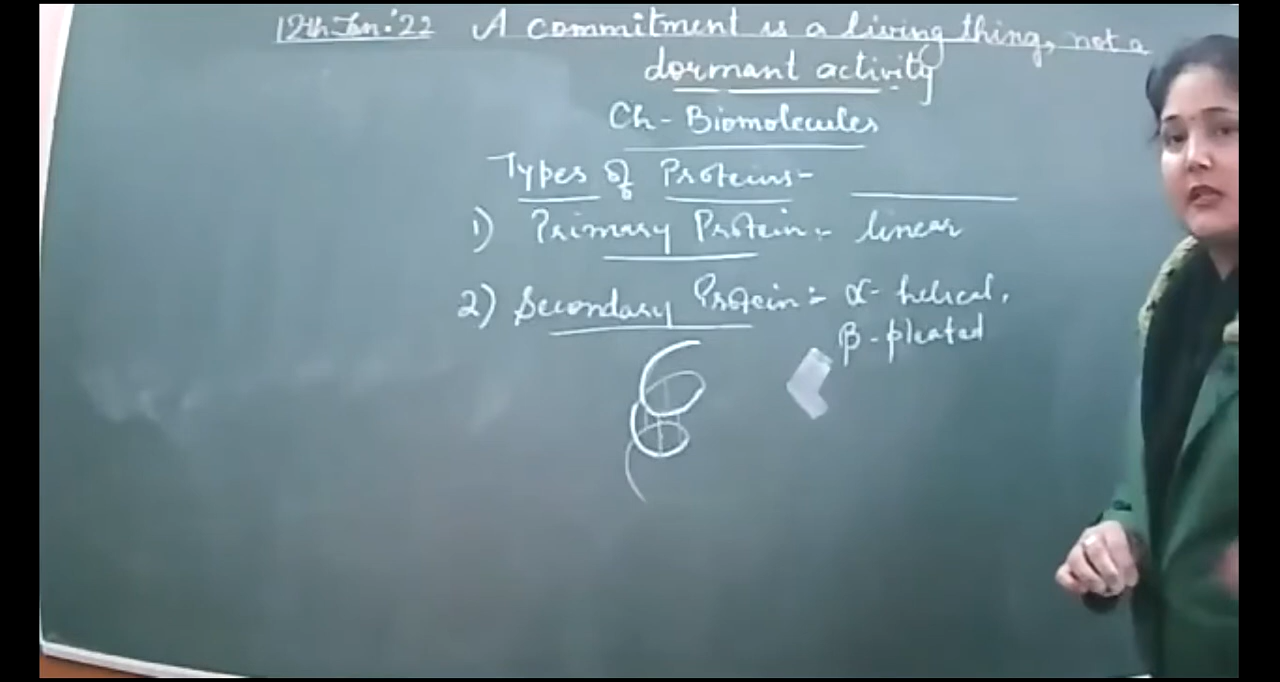 12th Jan.'22 A commitment is a living thing, not a
dormant activity
Ch- Biomolecules
Types of Proteins-
1) Primary Protein:- linear
2) Secondary Protein:- α- helical,
β-pleated